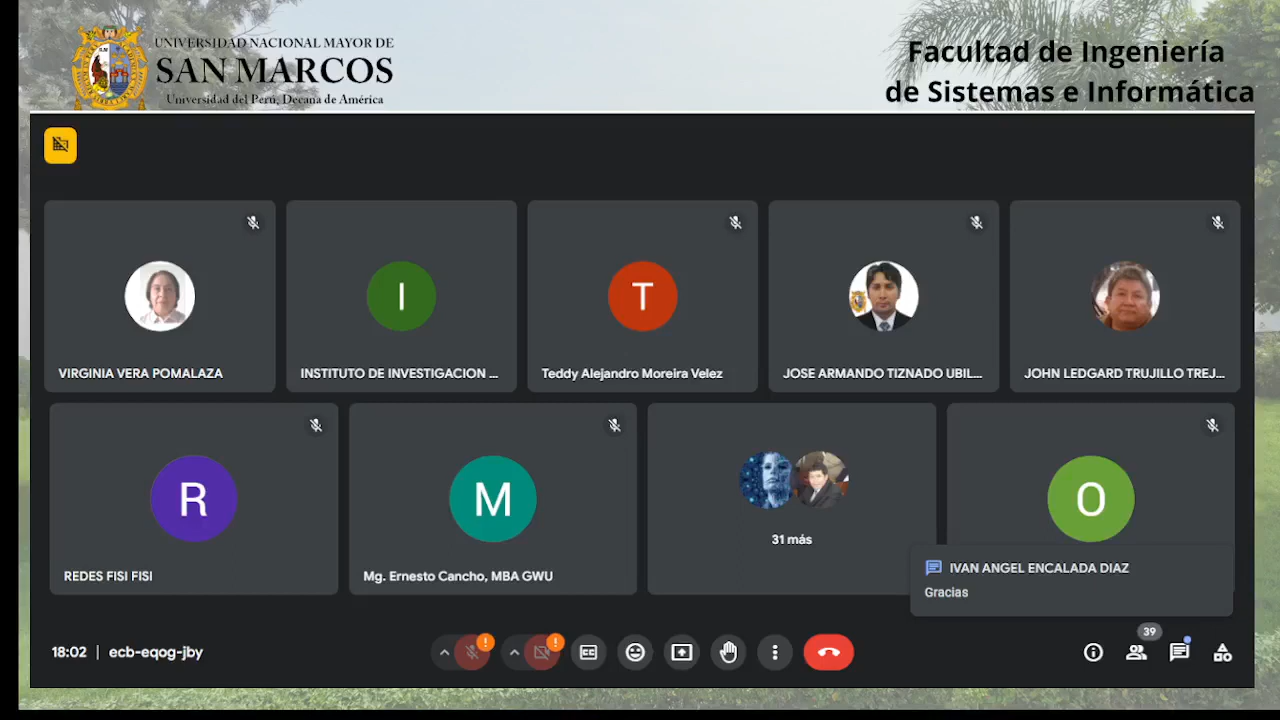 UNIVERSIDAD NACIONAL MAYOR DE
SAN MARCOS
Universidad del Perú, Decana de América
Facultad de Ingeniería
de Sistemas e Informática
VIRGINIA VERA POMALAZA
I
INSTITUTO DE INVESTIGACION ...
T
Teddy Alejandro Moreira Velez
JOSE ARMANDO TIZNADO UBIL...
JOHN LEDGARD TRUJILLO TREJ...
R
REDES FISI FISI
M
Mg. Ernesto Cancho, MBA GWU
31 más
O
IVAN ANGEL ENCALADA DIAZ
Gracias
18:02 | ecb-eqog-jby
39